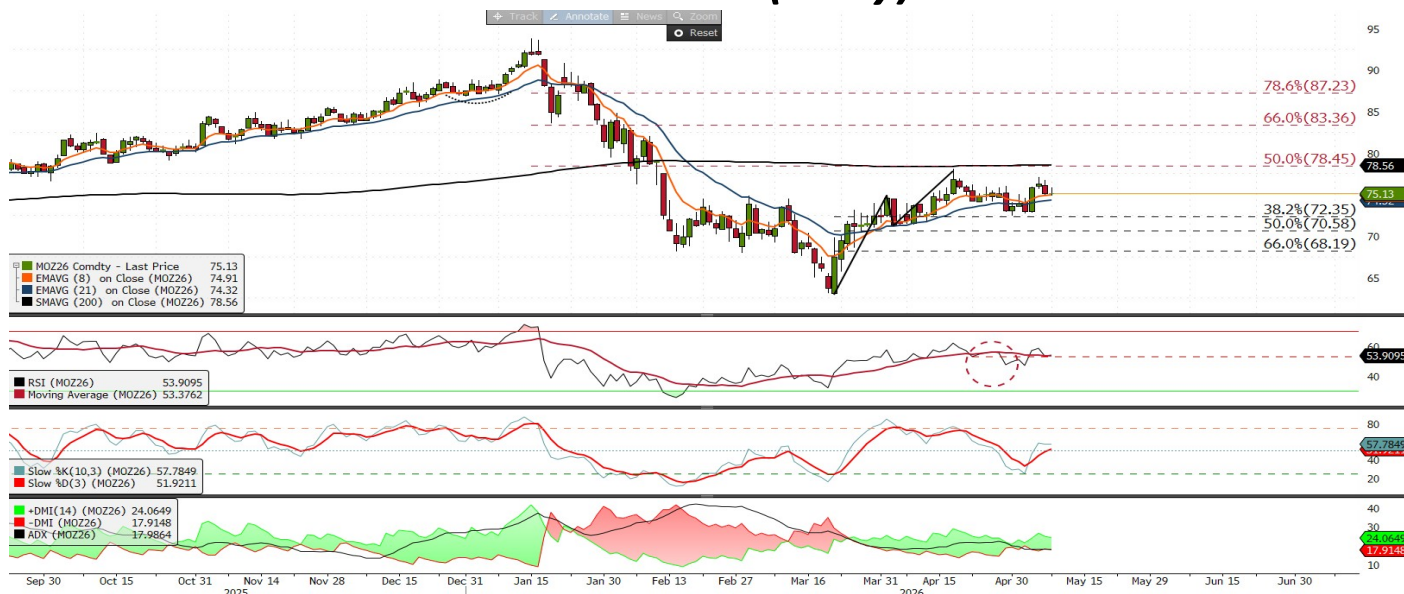 Track Annotate News Zoom
Reset
95
90
85
80
70
65
78.6%(87.23)
66.0%(83.36)
50.0%(78.45)
78.56
75.13
38.2%(72.35)
50.0%(70.58)
66.0%(68.19)
MOZ26 Comdty - Last Price 75.13
EMAVG (8) on Close (MOZ26) 74.91
EMAVG (21) on Close (MOZ26) 74.32
SMAVG (200) on Close (MOZ26) 78.56
60
53.9095
40
RSI (MOZ26) 53.9095
Moving Average (MOZ26) 53.3762
80
57.7849
40
20
Slow %K(10,3) (MOZ26) 57.7849
Slow %D(3) (MOZ26) 51.9211
+DMI(14) (MOZ26) 24.0649
-DMI (MOZ26) 17.9148
ADX (MOZ26) 17.9864
40
30
24.0649
17.9148
10
Sep 30 Oct 15 Oct 31 Nov 14 Nov 28 Dec 15 Dec 31 Jan 15 Jan 30 Feb 13 Feb 27 Mar 16 Mar 31 Apr 15 Apr 30 May 15 May 29 Jun 15 Jun 30
2025 2026